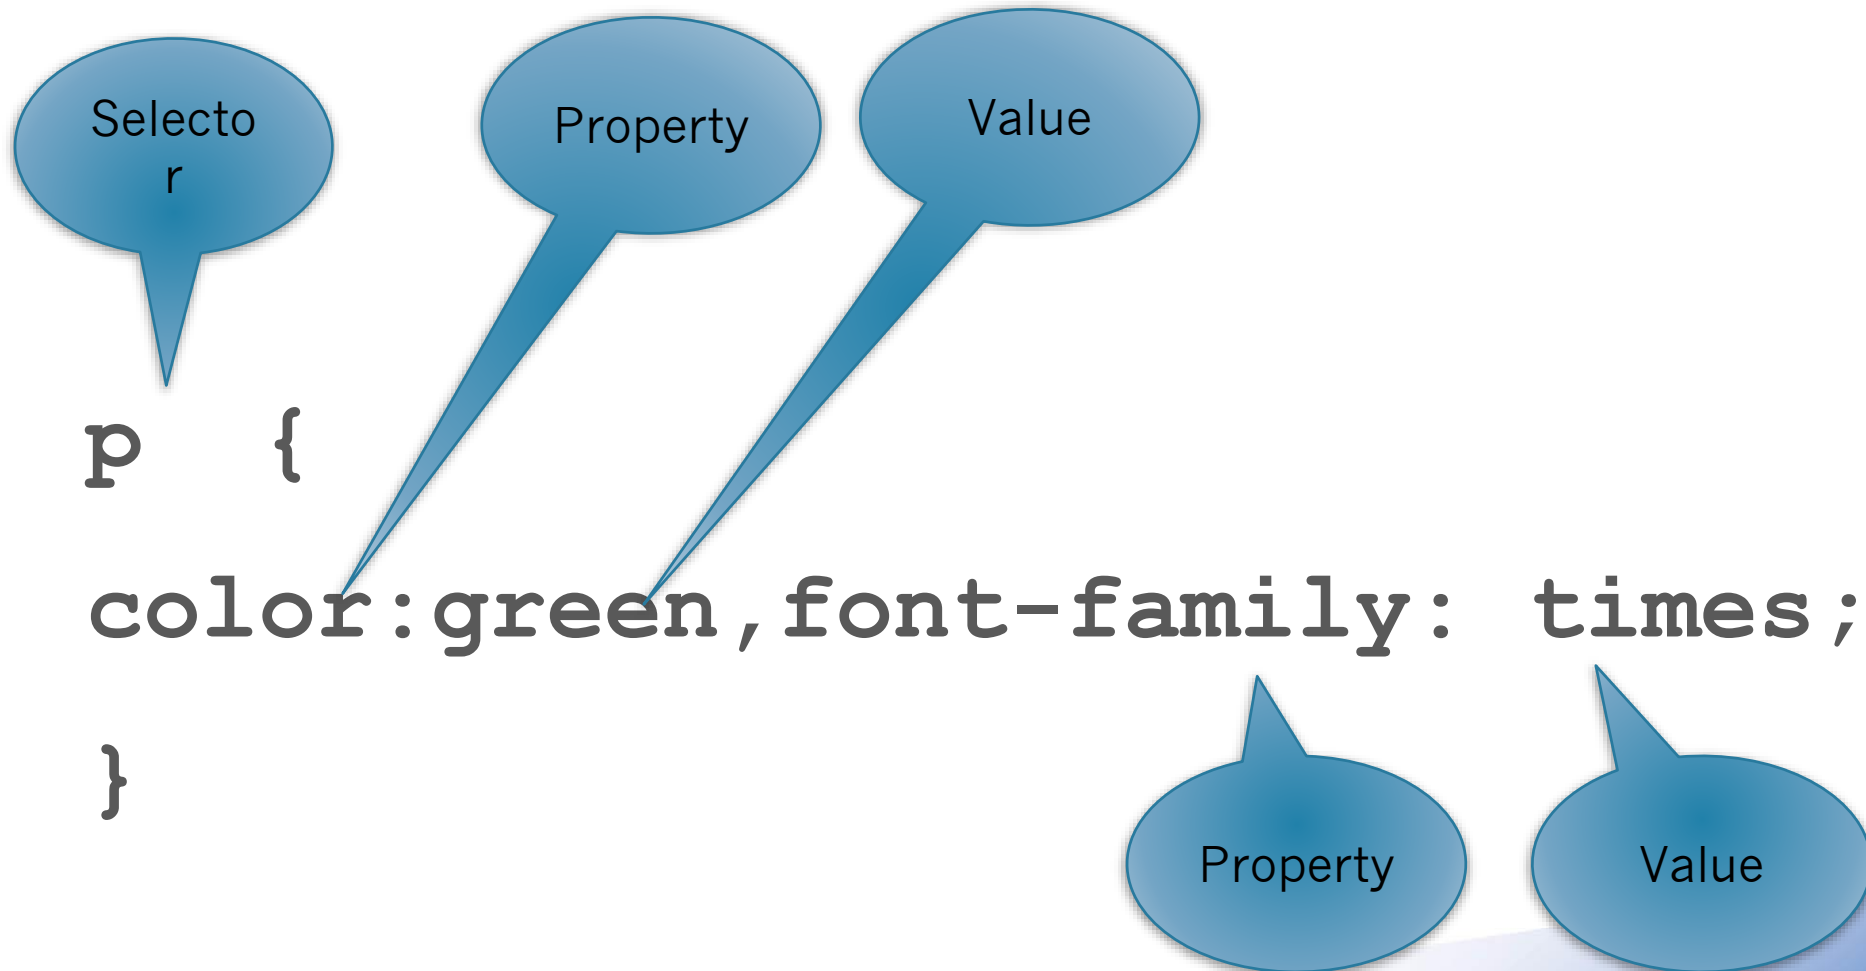 Selecto
r
Property
Value
p {
color:green,font-family: times;
}
Property
Value